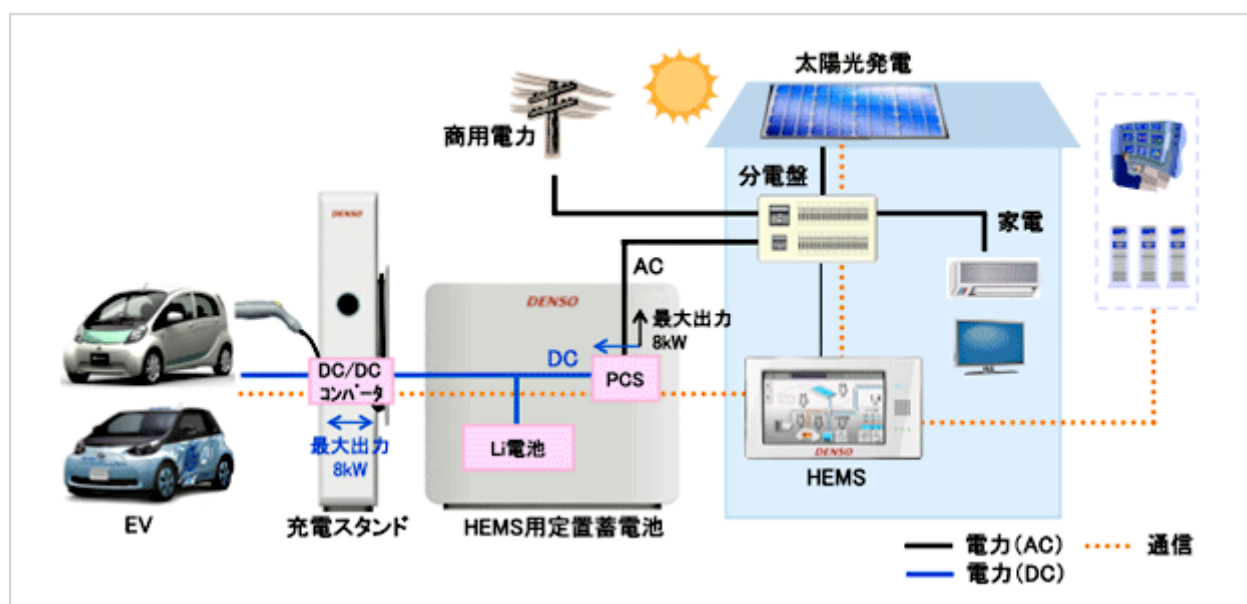 太陽光発電
商用電力
分電盤
家電
DENSO
AC
DENSO
最大出力
8kW
DC
PCS
DC/DC
コンバータ
最大出力
8kW
Li電池
DENSO
HEMS
EV
充電スタンド
HEMS用定置蓄電池
電力(AC)
通信
電力(DC)